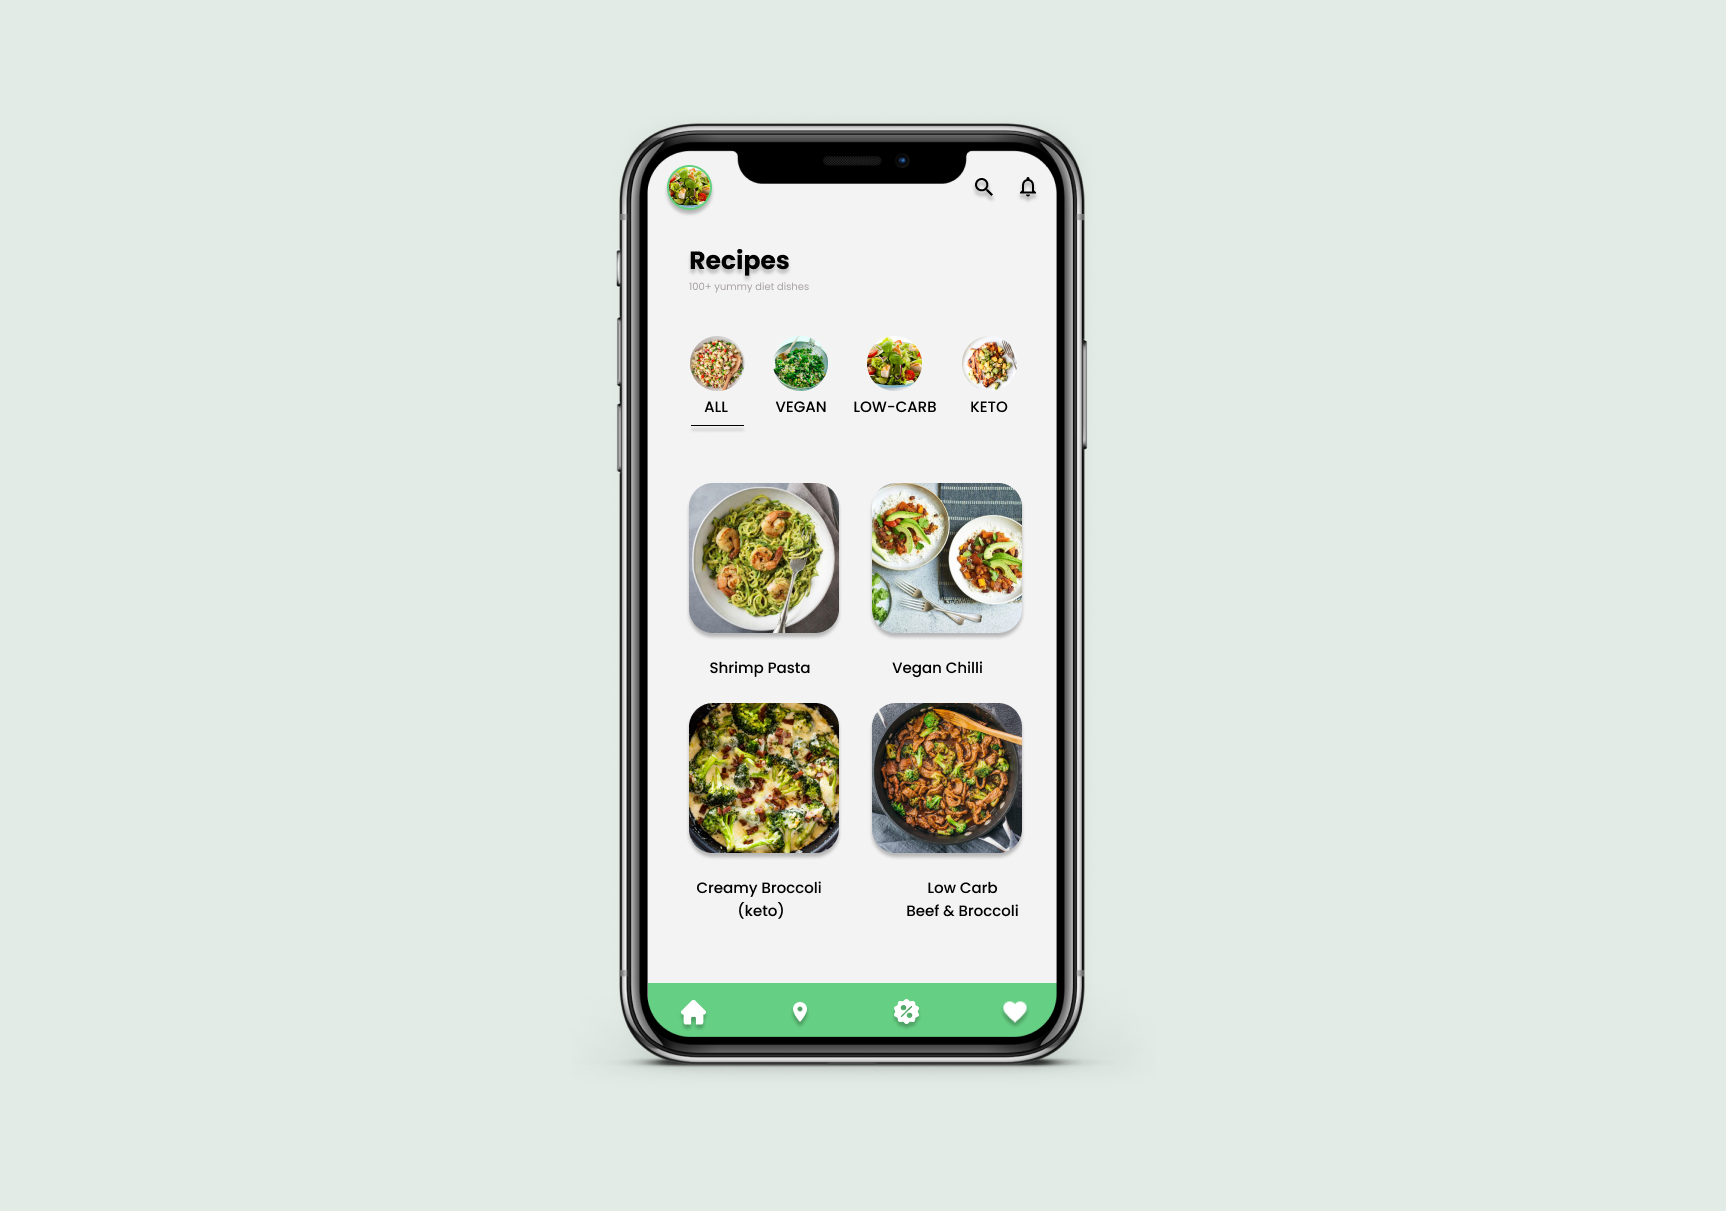 Recipes
100+ yummy diet dishes
ALL
VEGAN
LOW-CARB
KETO
Shrimp Pasta
Vegan Chilli
Creamy Broccoli
(keto)
Low Carb
Beef & Broccoli